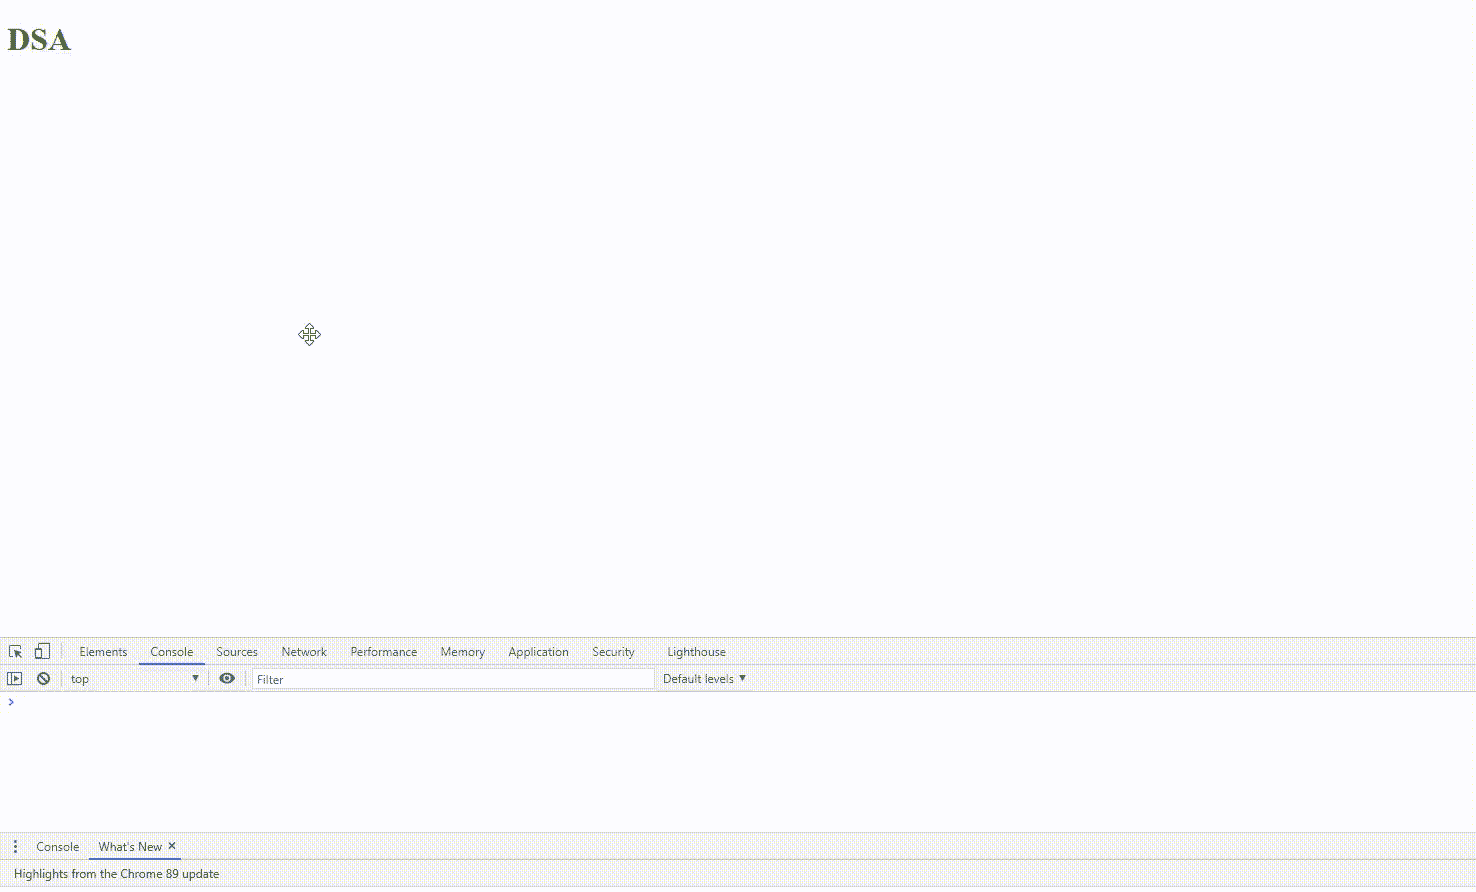 DSA
Elements Console Sources Network Performance Memory Application Security Lighthouse
top Filter Default levels
Console What's New
Highlights from the Chrome 89 update